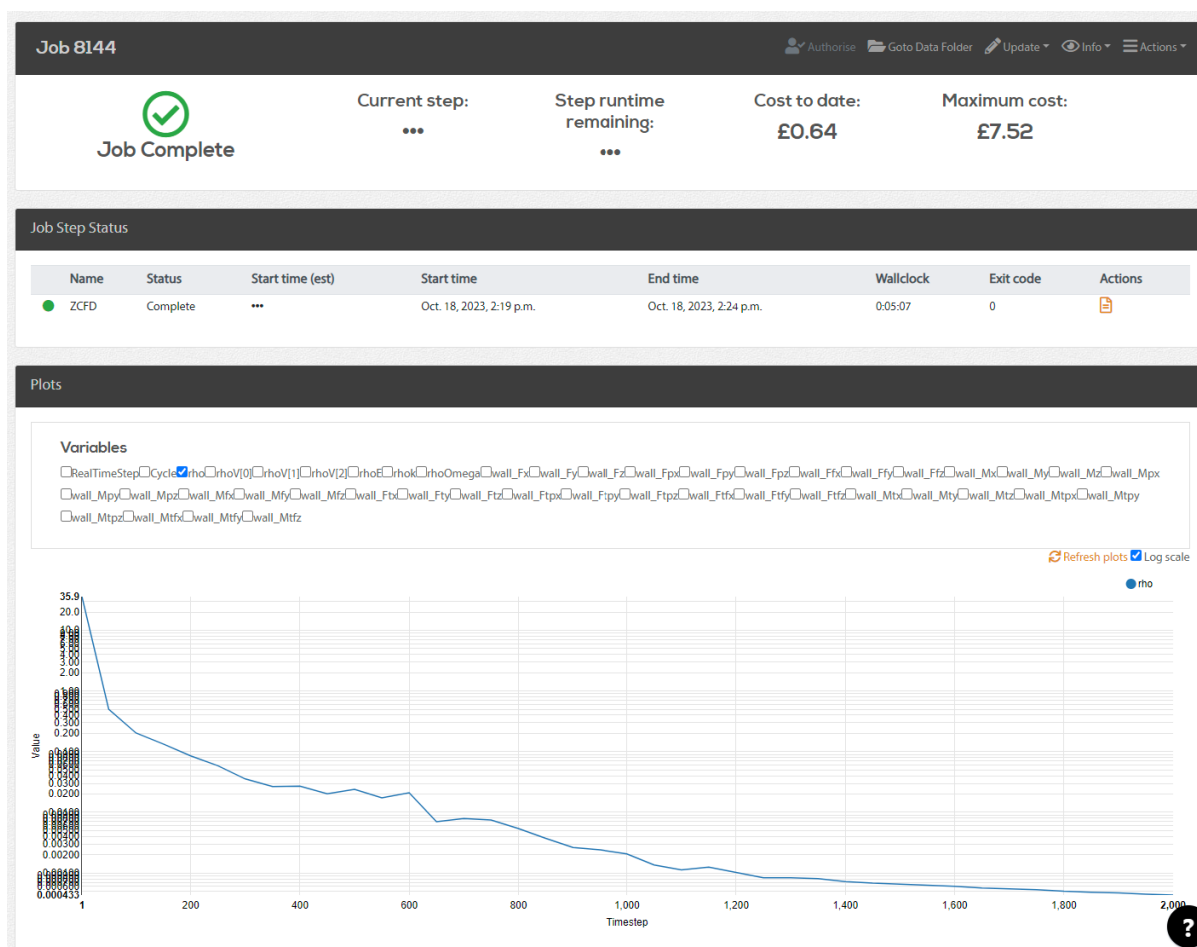 Job 8144
Authorise Goto Data Folder Update Info Actions
Current step: Step runtime remaining: Cost to date: Maximum cost:
••• ••• £0.64 £7.52
Job Complete
Job Step Status
Name Status Start time (est) Start time End time Wallclock Exit code Actions
ZCFD Complete ••• Oct. 18, 2023, 2:19 p.m. Oct. 18, 2023, 2:24 p.m. 0:05:07 0
Plots
Variables
RealTimeStep Cycle rho rhoV[0] rhoV[1] rhoV[2] rhoE rhok rhoOmega wall_Fx wall_Fy wall_Fz wall_Fpx wall_Fpy wall_Fpz wall_Ffx wall_Ffy wall_Ffz wall_Mx wall_My wall_Mz wall_Mpx
wall_Mpy wall_Mpz wall_Mfx wall_Mfy wall_Mfz wall_Ftx wall_Fty wall_Ftz wall_Ftpx wall_Ftpy wall_Ftpz wall_Ftfx wall_Ftfy wall_Ftfz wall_Mtx wall_Mty wall_Mtz wall_Mtpx wall_Mtpy
wall_Mtpz wall_Mtfx wall_Mtfy wall_Mtfz
Refresh plots Log scale
rho
35.9
20.0
3.00
2.00
0.300
0.200
0.0400
0.0300
0.0200
0.00400
0.00300
0.00200
0.000433
Value
1 200 400 600 800 1,000 1,200 1,400 1,600 1,800 2,000
Timestep
?